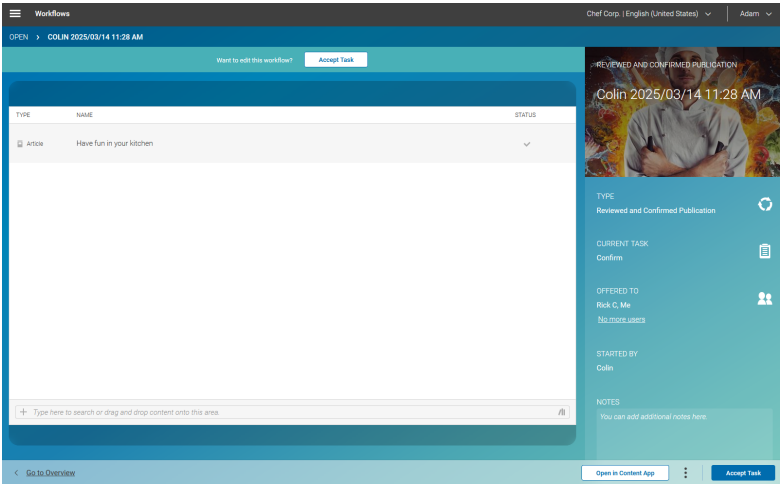 Workflows
Chef Corp. | English (United States)
Adam
OPEN > COLIN 2025/03/14 11:28 AM
Want to edit this workflow?
Accept Task
TYPE NAME STATUS
Article Have fun in your kitchen
Type here to search or drag and drop content onto this area.
All
REVIEWED AND CONFIRMED PUBLICATION
Colin 2025/03/14 11:28 AM
TYPE
Reviewed and Confirmed Publication
CURRENT TASK
Confirm
OFFERED TO
Rick C, Me
No more users
STARTED BY
Colin
NOTES
You can add additional notes here.
< Go to Overview
Open in Content App
Accept Task